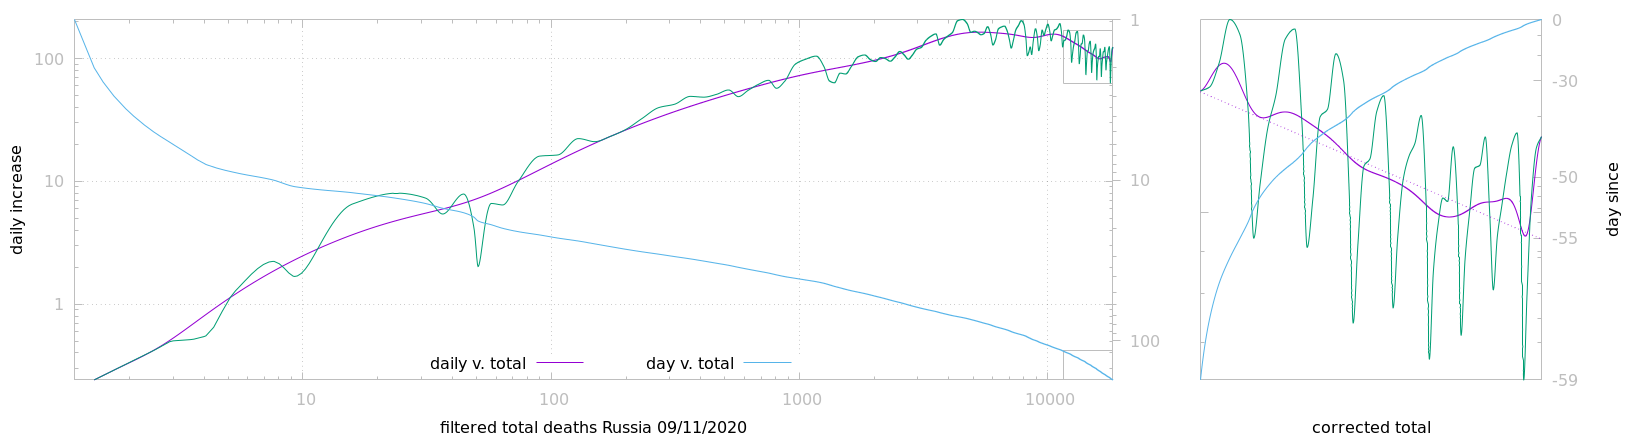 100
10
1
daily increase
daily v. total
day v. total
10
100
1000
10000
1
10
100
filtered total deaths Russia 09/11/2020
0
-30
-50
-55
-59
day since
corrected total